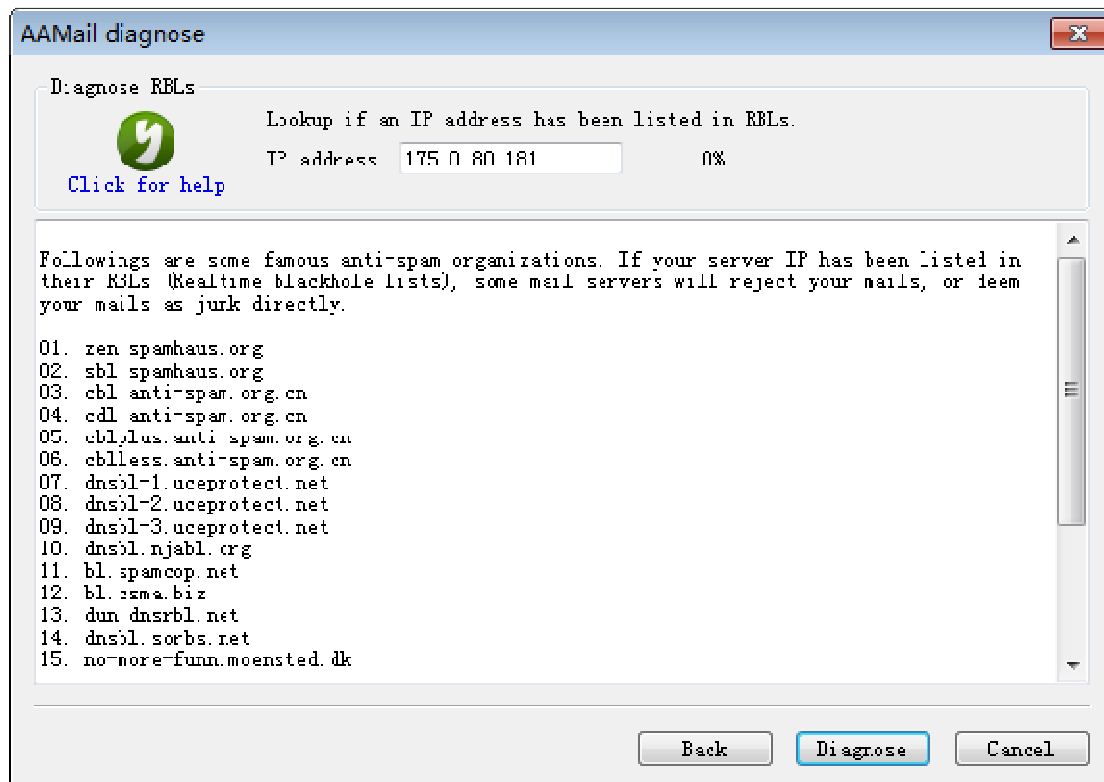 AAMail diagnose
Diagnose RBLs
Lookup if an IP address has been listed in RBLs.
IP address 175.0.80.181 0%
Click for help
Followings are some famous anti-spam organizations. If your server IP has been listed in
their RBLs (Realtime blackhole lists), some mail servers will reject your mails, or deem
your mails as junk directly.
01. zen.spamhaus.org
02. sbl.spamhaus.org
03. cbl.anti-spam.org.cn
04. cdl.anti-spam.org.cn
05. cblplus.anti-spam.org.cn
06. cblless.anti-spam.org.cn
07. dnsbl-1.uceprotect.net
08. dnsbl-2.uceprotect.net
09. dnsbl-3.uceprotect.net
10. dnsbl.njabl.org
11. bl.spamcop.net
12. bl.csma.biz
13. dun.dnsrbl.net
14. dnsbl.sorbs.net
15. no-more-funn.moensted.dk
Back Diagnose Cancel